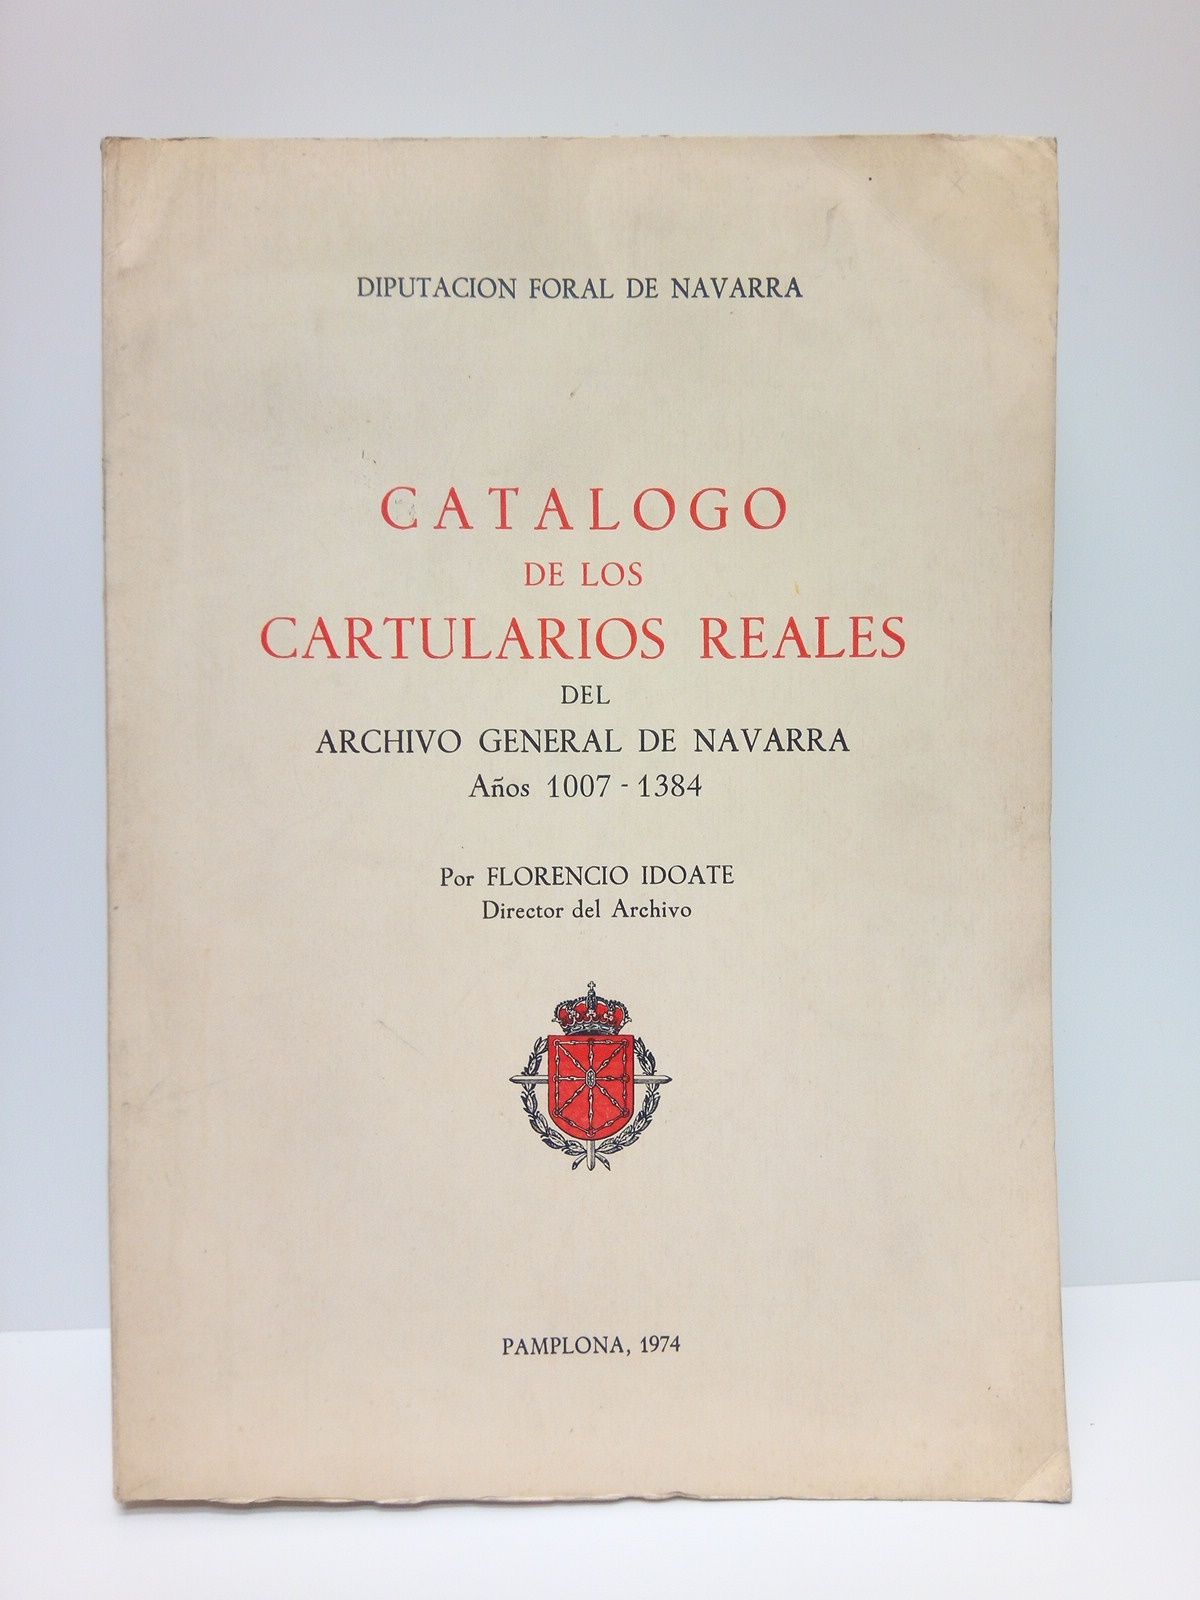 DIPUTACION FORAL DE NAVARRA
CATALOGO
DE LOS
CARTULARIOS REALES
DEL
ARCHIVO GENERAL DE NAVARRA
Años 1007 - 1384
Por FLORENCIO IDOATE
Director del Archivo
PAMPLONA, 1974